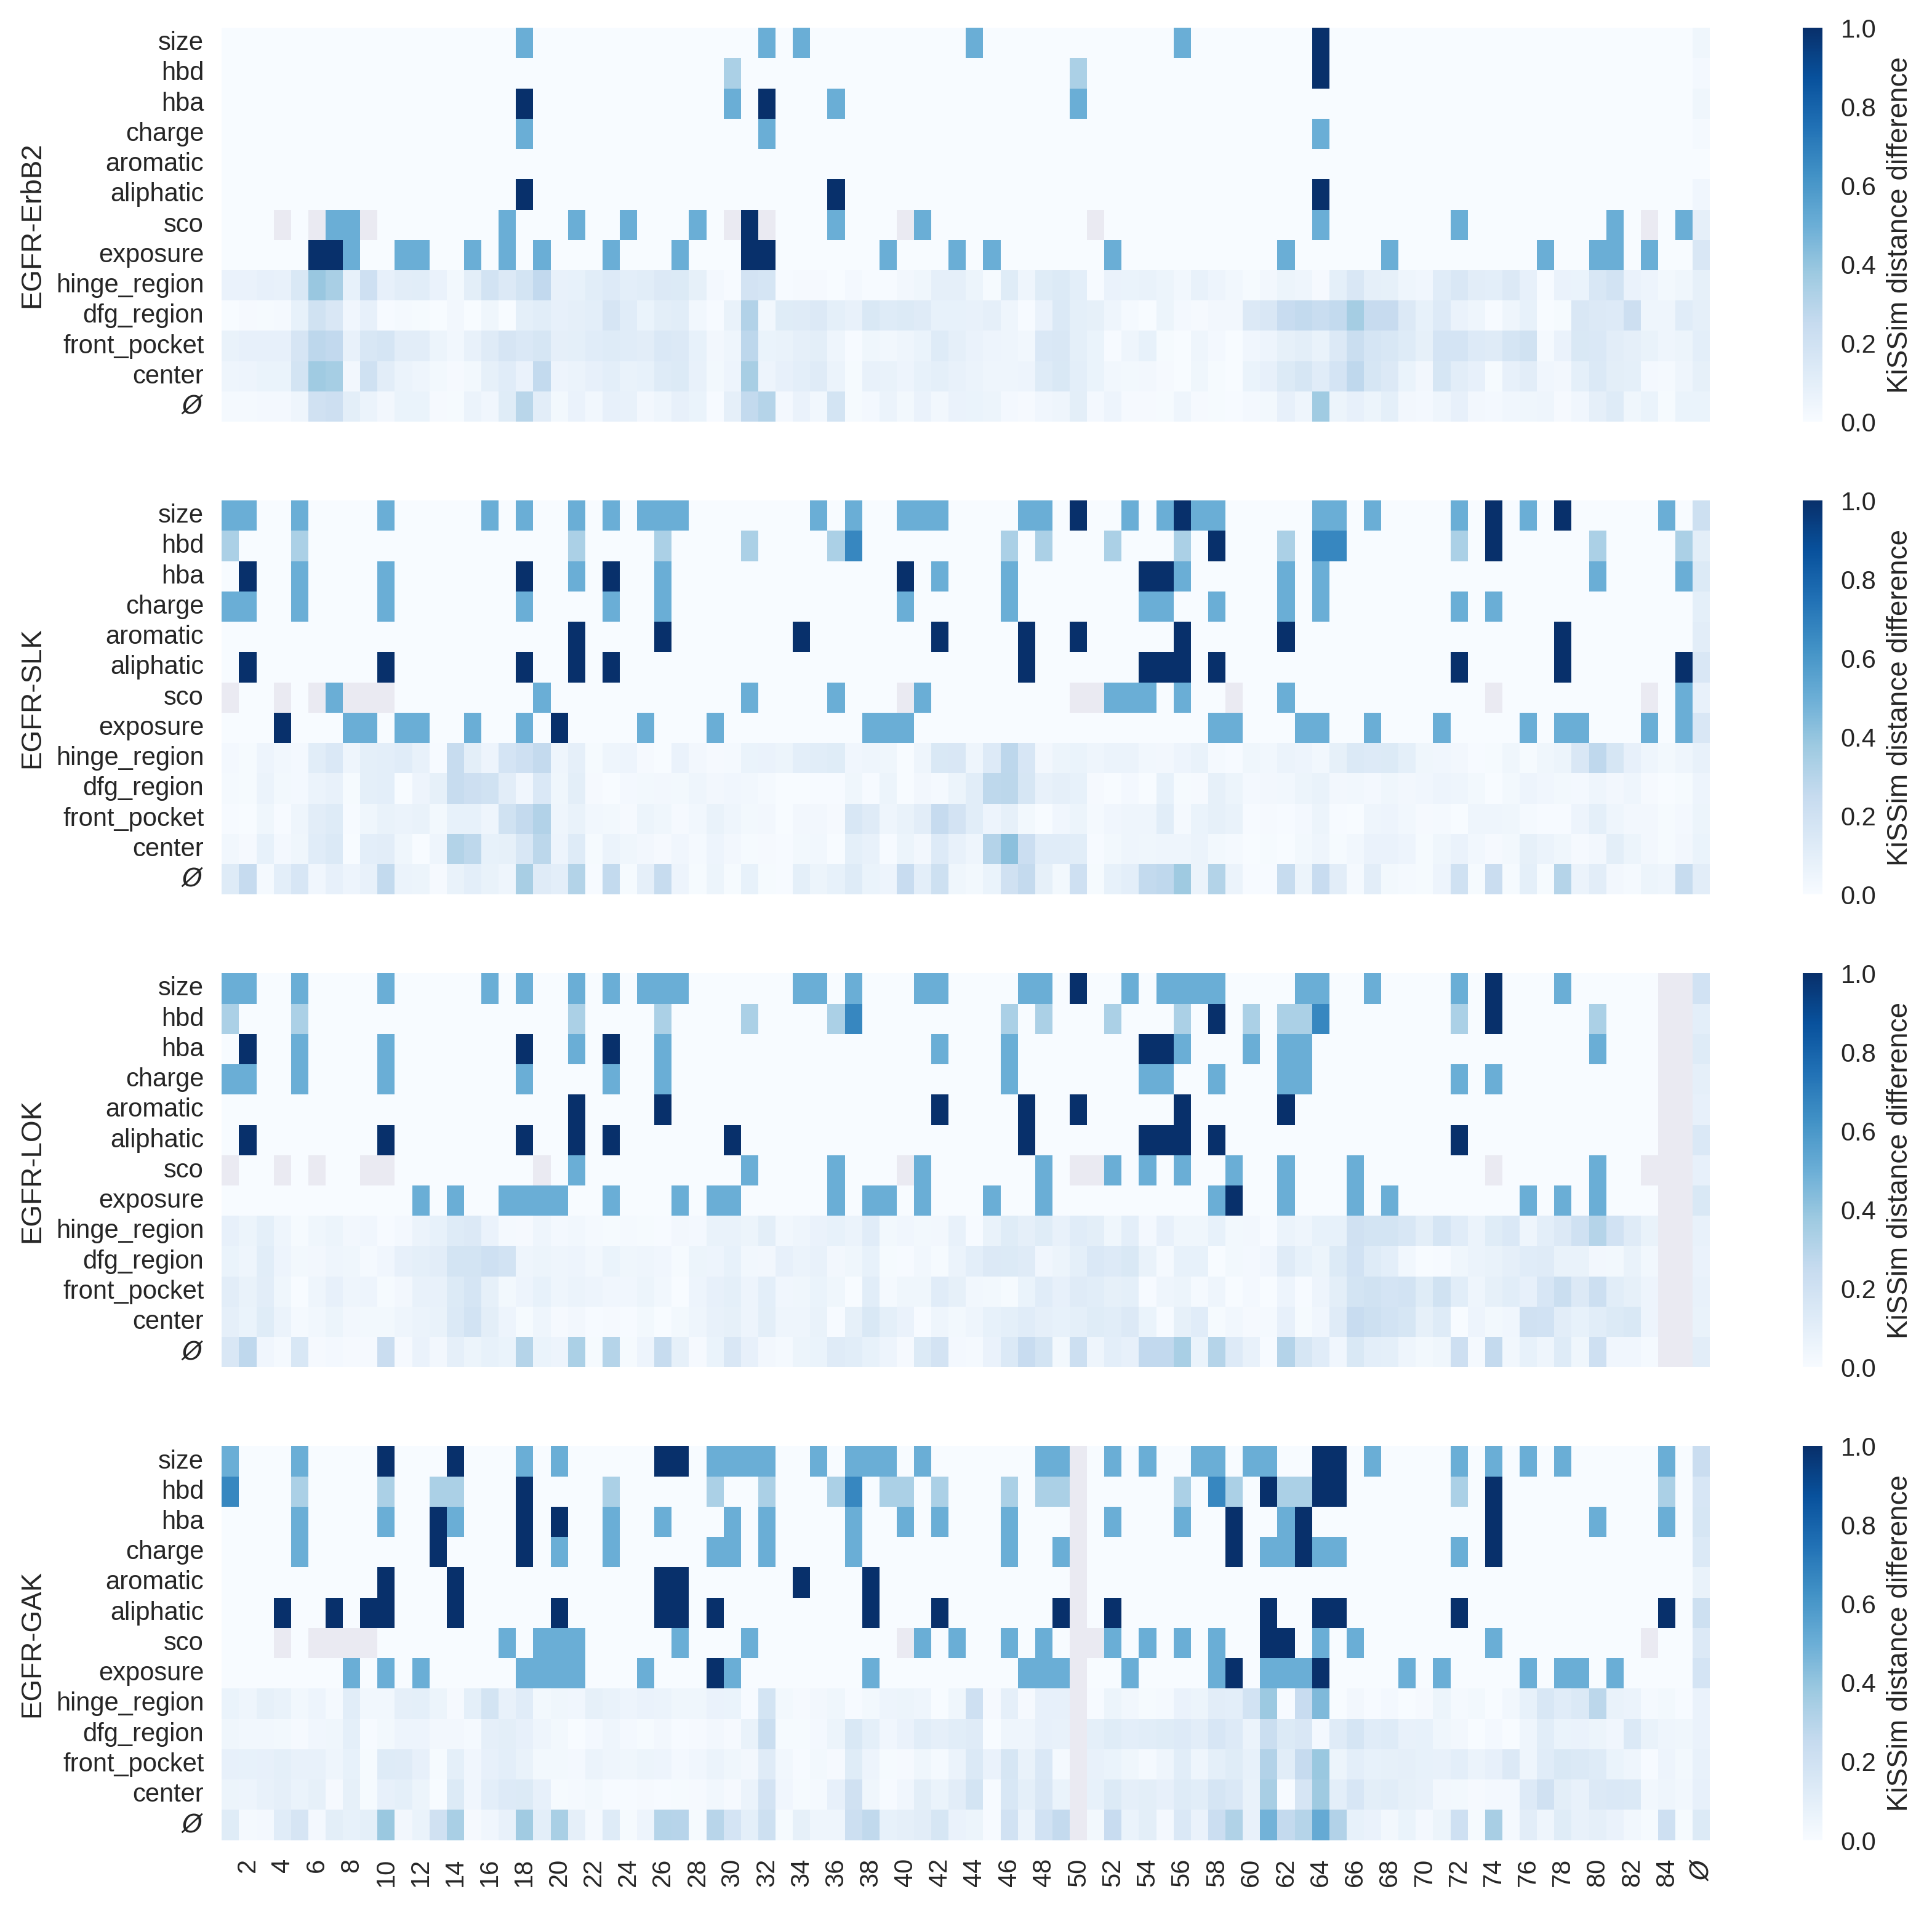 EGFR-ErbB2
size
hbd
hba
charge
aromatic
aliphatic
sco
exposure
hinge_region
dfg_region
front_pocket
center
Ø
1.0
0.8
0.6
0.4
0.2
0.0
KiSSim distance difference
EGFR-SLK
size
hbd
hba
charge
aromatic
aliphatic
sco
exposure
hinge_region
dfg_region
front_pocket
center
Ø
1.0
0.8
0.6
0.4
0.2
0.0
KiSSim distance difference
EGFR-LOK
size
hbd
hba
charge
aromatic
aliphatic
sco
exposure
hinge_region
dfg_region
front_pocket
center
Ø
1.0
0.8
0.6
0.4
0.2
0.0
KiSSim distance difference
EGFR-GAK
size
hbd
hba
charge
aromatic
aliphatic
sco
exposure
hinge_region
dfg_region
front_pocket
center
Ø
1.0
0.8
0.6
0.4
0.2
0.0
KiSSim distance difference
2 4 6 8 10 12 14 16 18 20 22 24 26 28 30 32 34 36 38 40 42 44 46 48 50 52 54 56 58 60 62 64 66 68 70 72 74 76 78 80 82 84 Ø